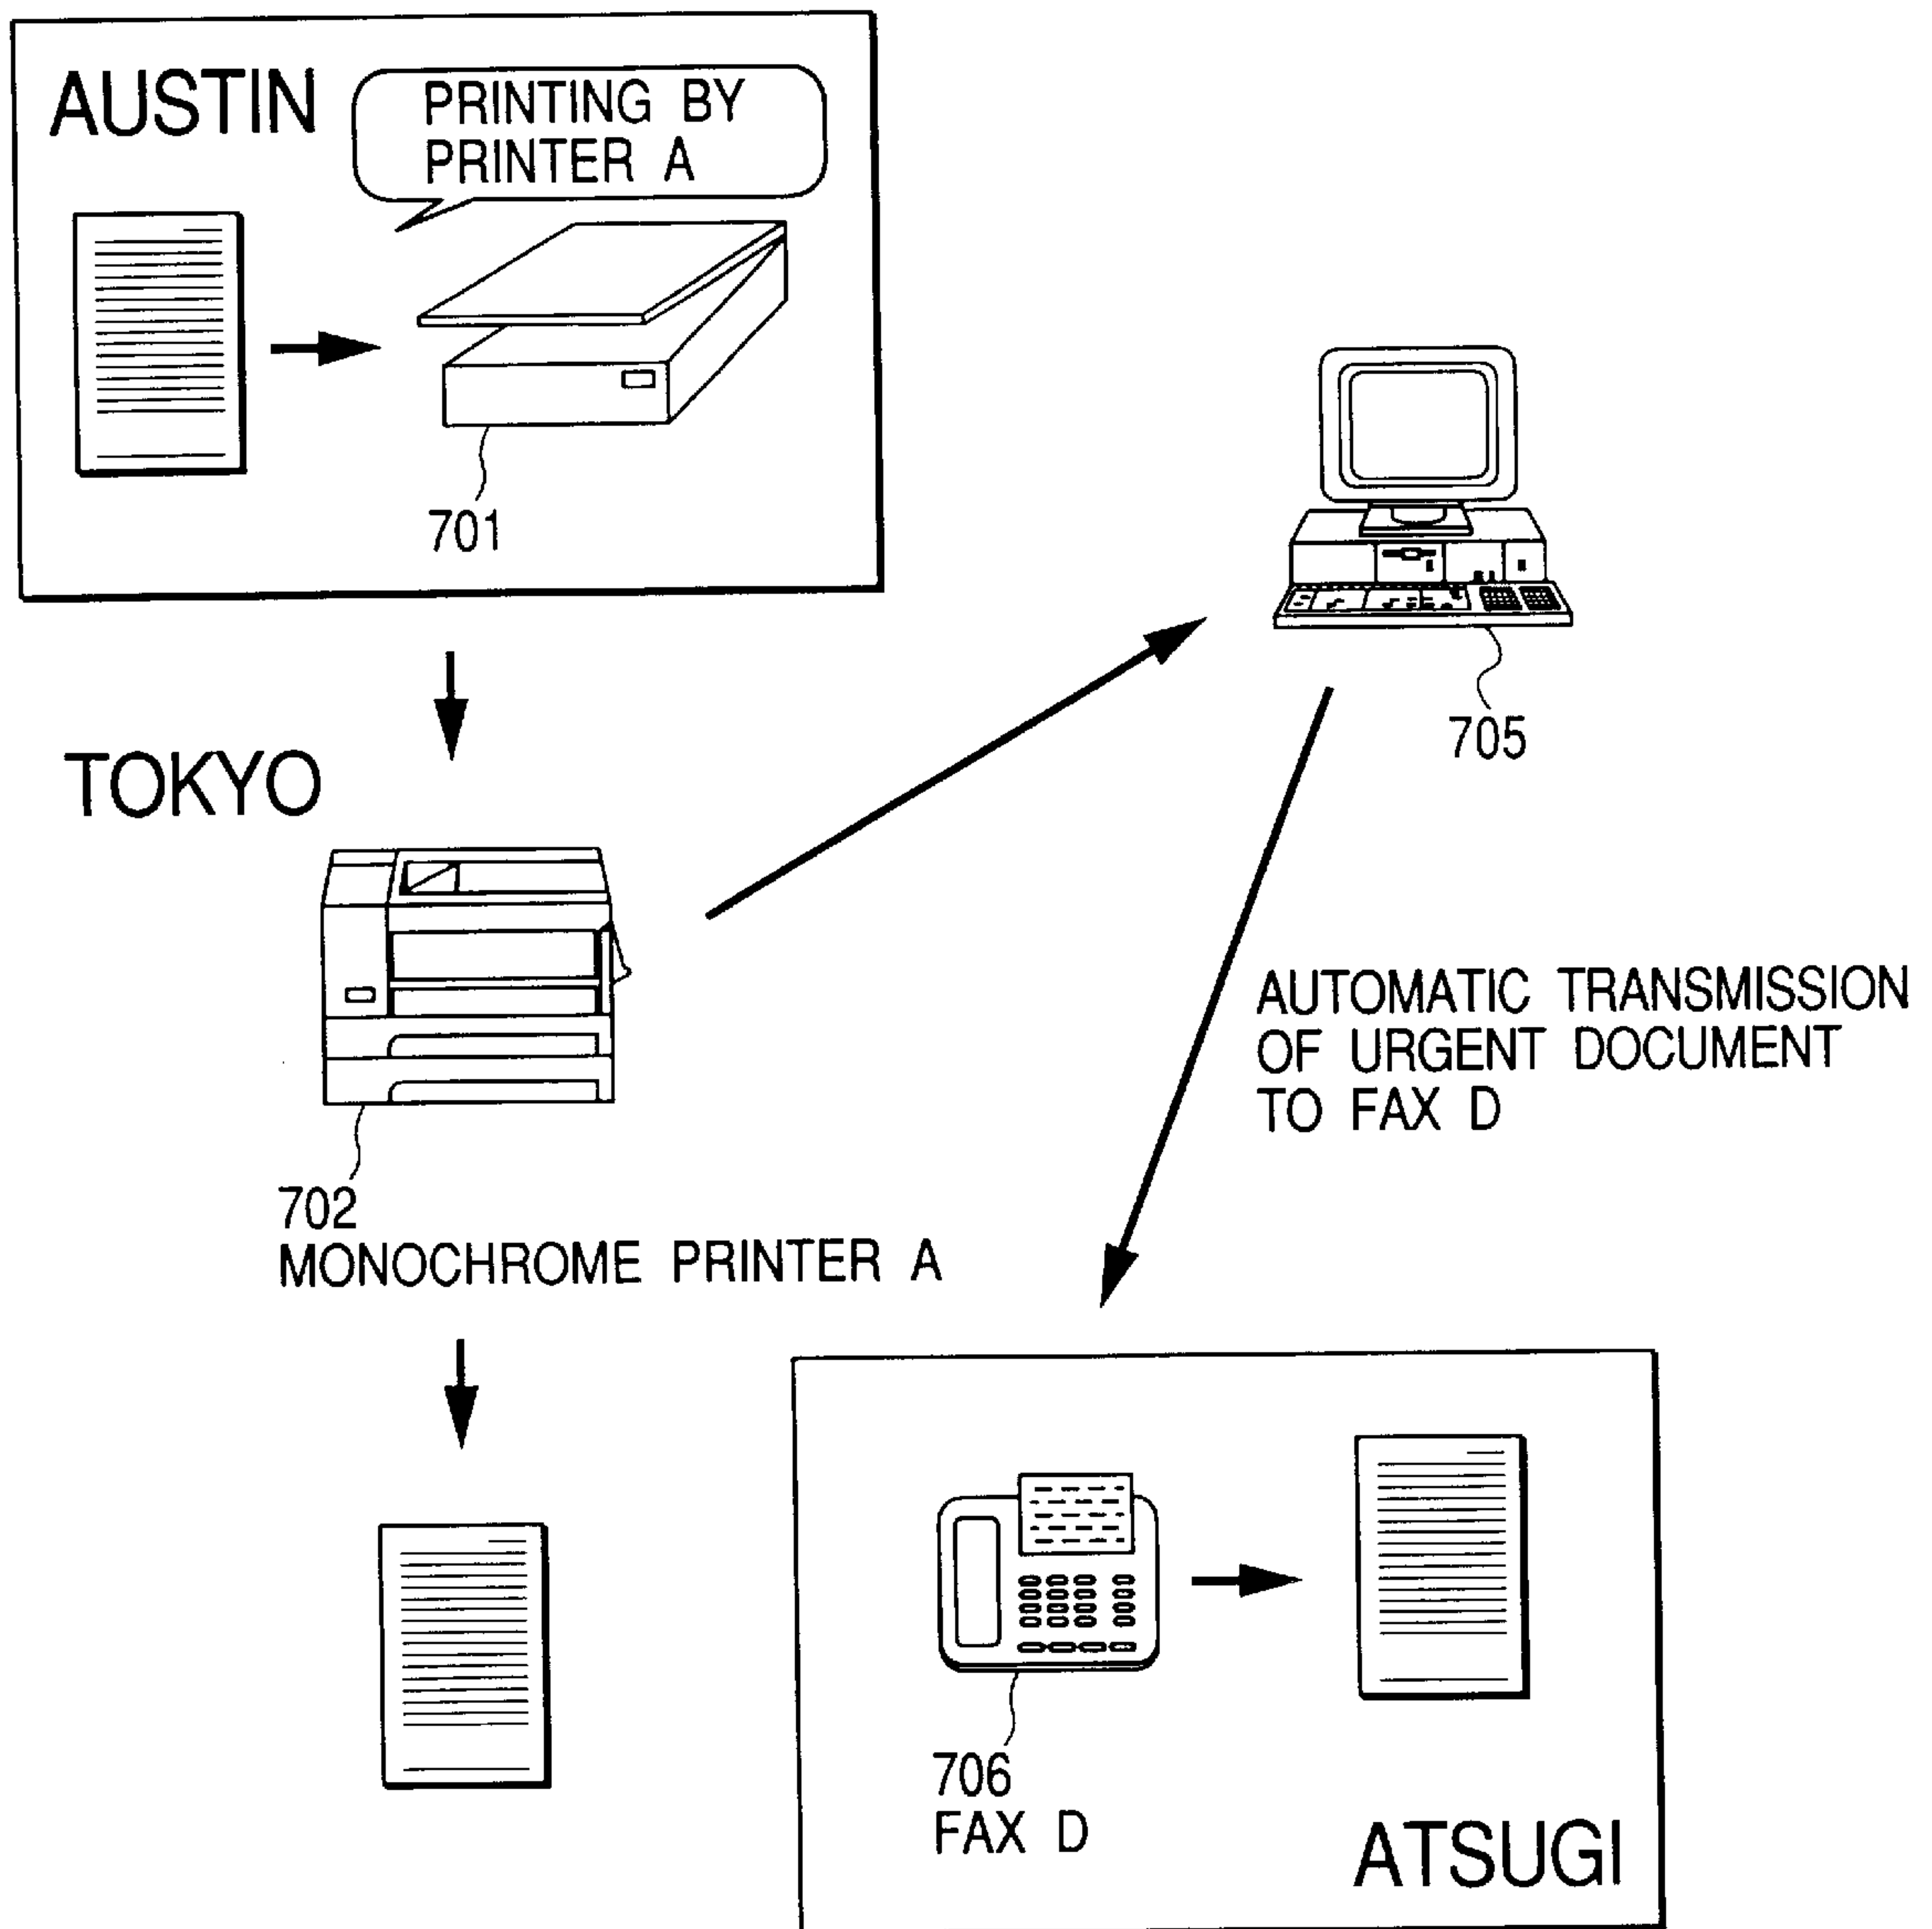 AUSTIN
PRINTING BY
PRINTER A
701
705
TOKYO
AUTOMATIC TRANSMISSION
OF URGENT DOCUMENT
TO FAX D
702
MONOCHROME PRINTER A
706
FAX D
ATSUGI